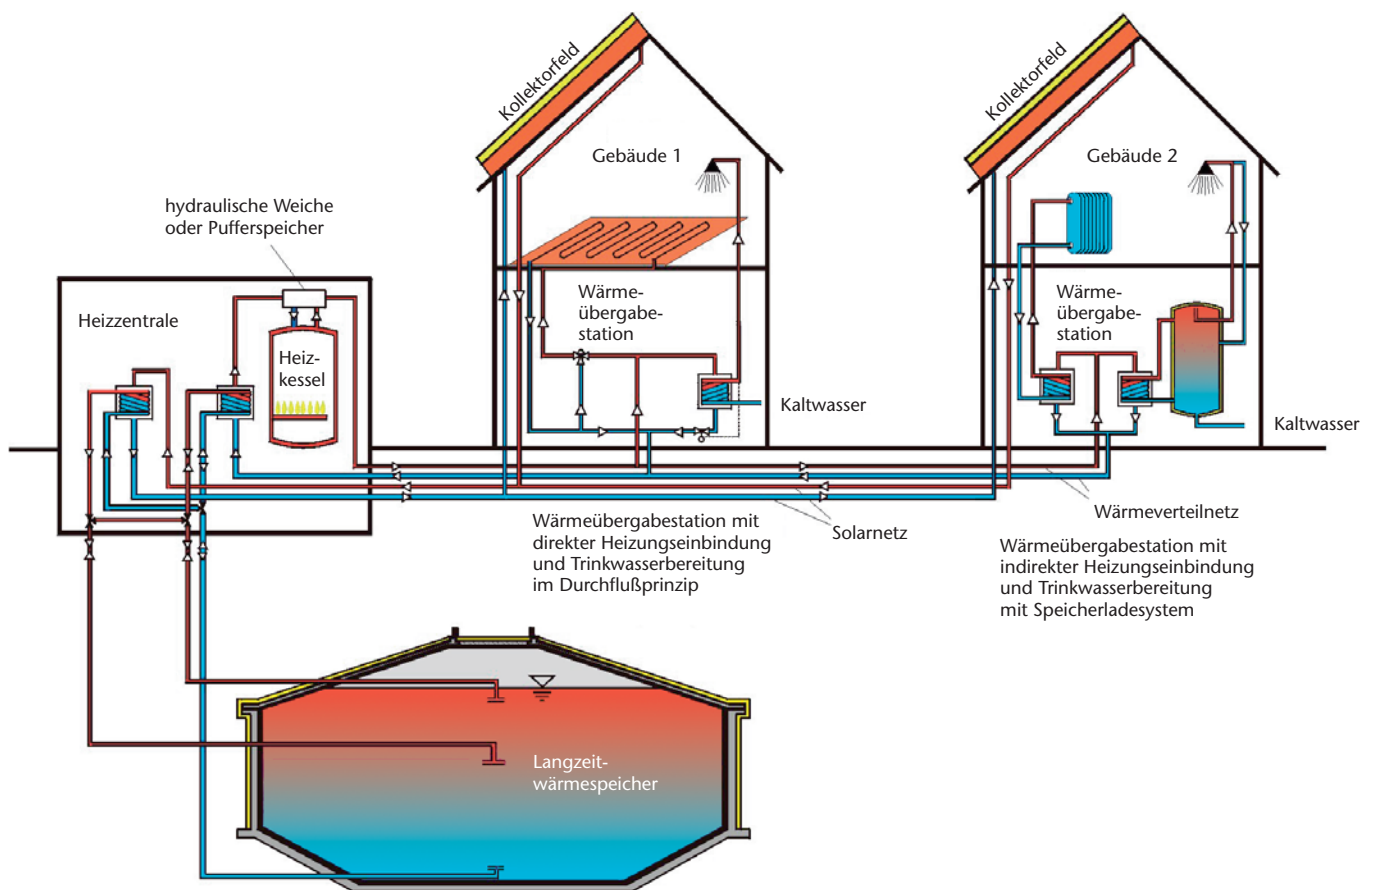 Kollektorfeld
Kollektorfeld
Gebäude 1
Gebäude 2
hydraulische Weiche
oder Pufferspeicher
Heizzentrale
Heiz-
kessel
Wärme-
übergabe-
station
Wärme-
übergabe-
station
Kaltwasser
Kaltwasser
Wärmeverteilnetz
Solarnetz
Wärmeübergabestation mit
direkter Heizungseinbindung
und Trinkwasserbereitung
im Durchflußprinzip
Wärmeübergabestation mit
indirekter Heizungseinbindung
und Trinkwasserbereitung
mit Speicherladesystem
Langzeit-
wärmespeicher